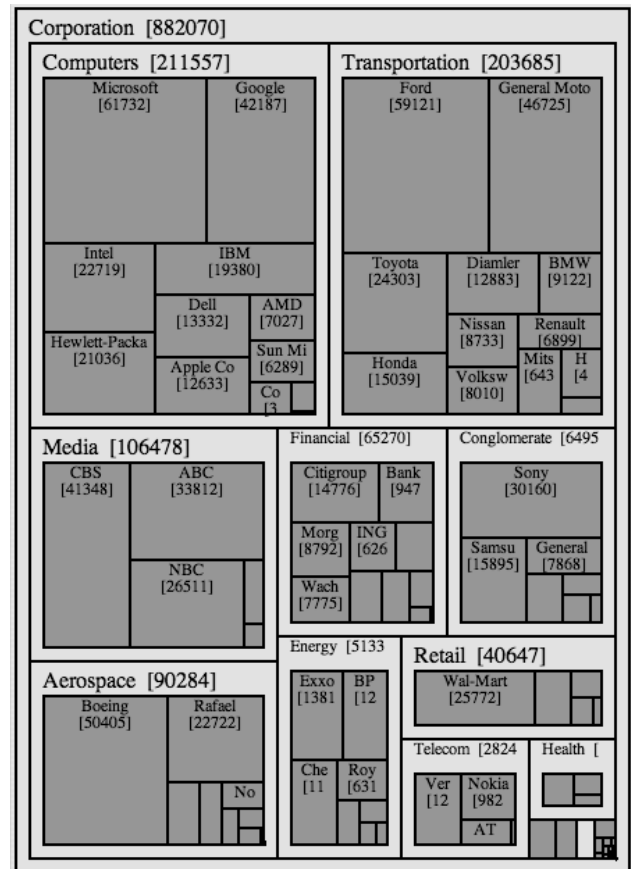 Corporation [882070]
Computers [211557]
Microsoft
[61732]
Google
[42187]
Intel
[22719]
IBM
[19380]
Hewlett-Packa
[21036]
Dell
[13332]
AMD
[7027]
Apple Co
[12633]
Sun Mi
[6289]
Co
[3
Transportation [203685]
Ford
[59121]
General Moto
[46725]
Toyota
[24303]
Diamler
[12883]
BMW
[9122]
Honda
[15039]
Nissan
[8733]
Renault
[6899]
Volksw
[8010]
Mits
[643
H
[4
Media [106478]
CBS
[41348]
ABC
[33812]
NBC
[26511]
Financial [65270]
Citigroup
[14776]
Bank
[947
Morg
[8792]
ING
[626
Wach
[7775]
Conglomerate [6495
Sony
[30160]
Samsu
[15895]
General
[7868]
Aerospace [90284]
Boeing
[50405]
Rafael
[22722]
No
Energy [5133
Exxo
[1381
BP
[12
Che
[11
Roy
[631
Retail [40647]
Wal-Mart
[25772]
Telecom [2824
Ver
[12
Nokia
[982
AT
Health [